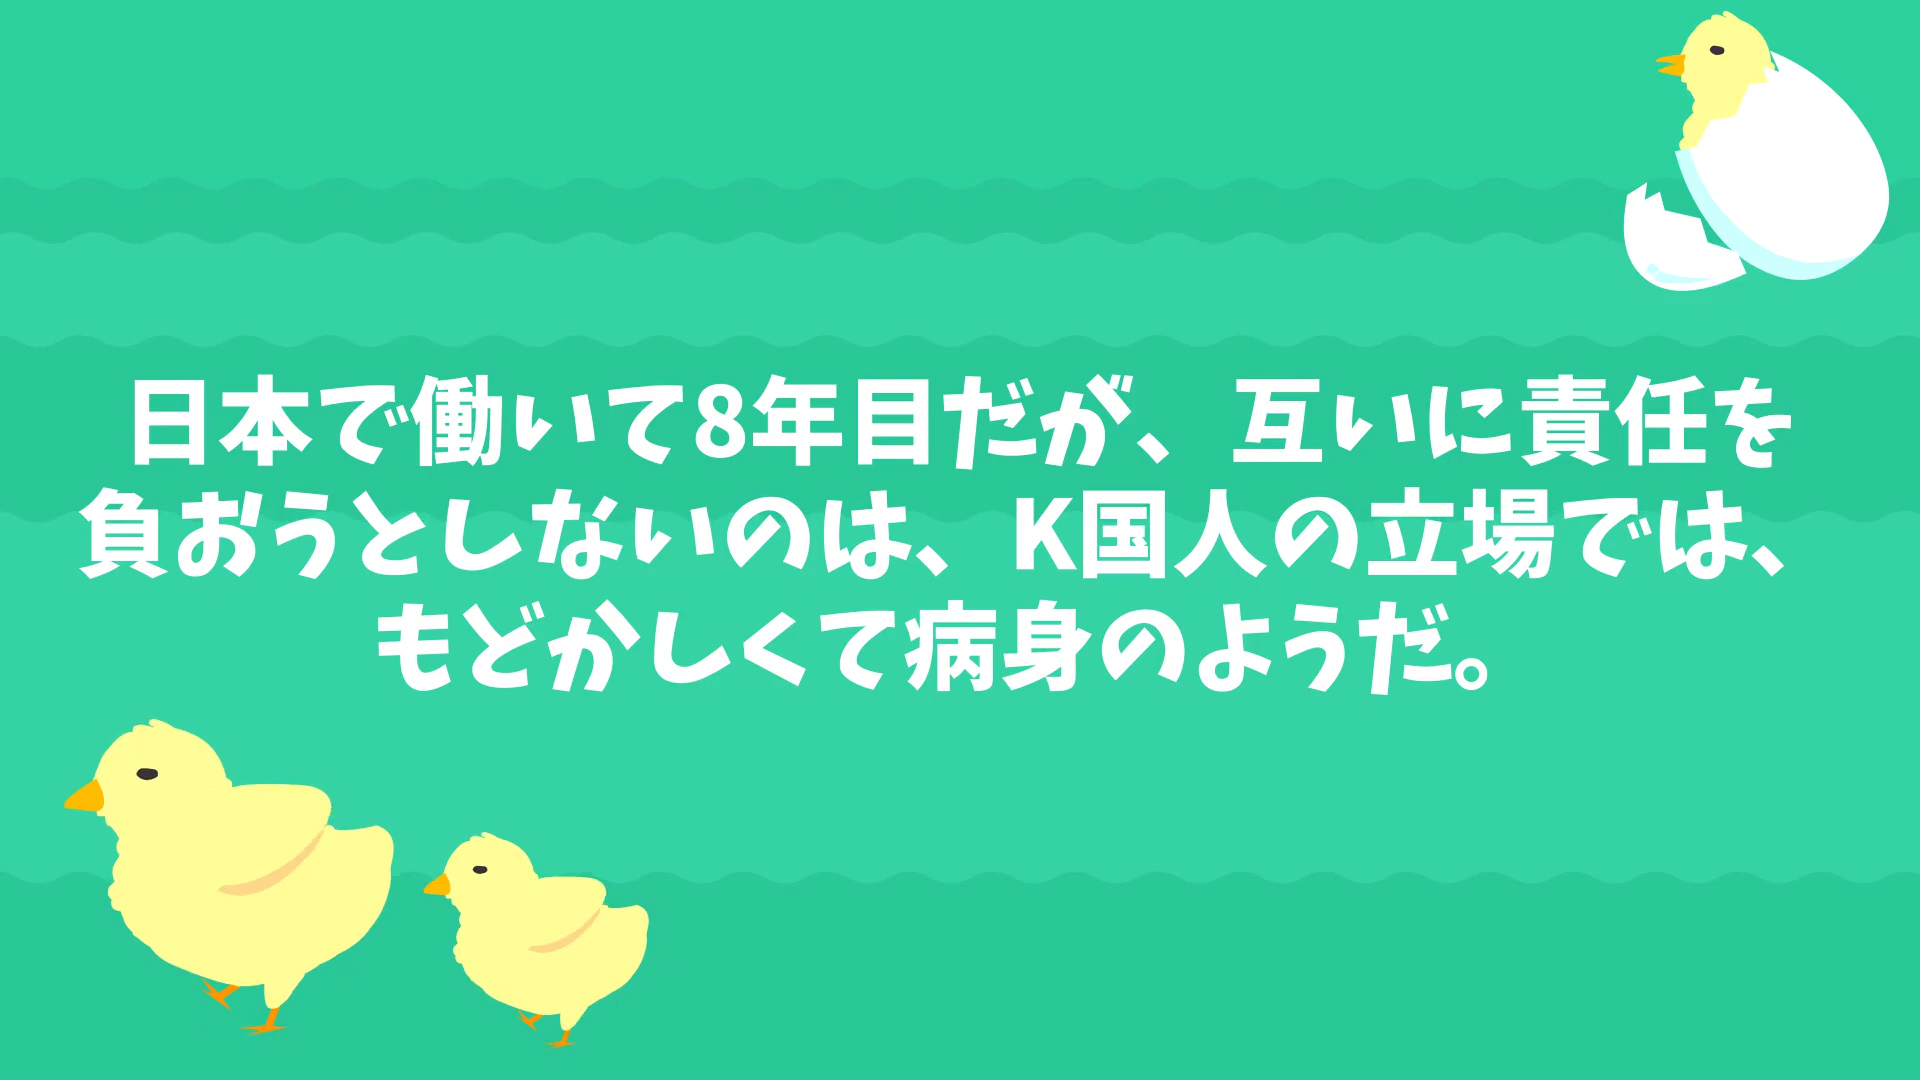 日本で働いて8年目だが、互いに責任を
負おうとしないのは、K国人の立場では、
もどかしくて病身のようだ。